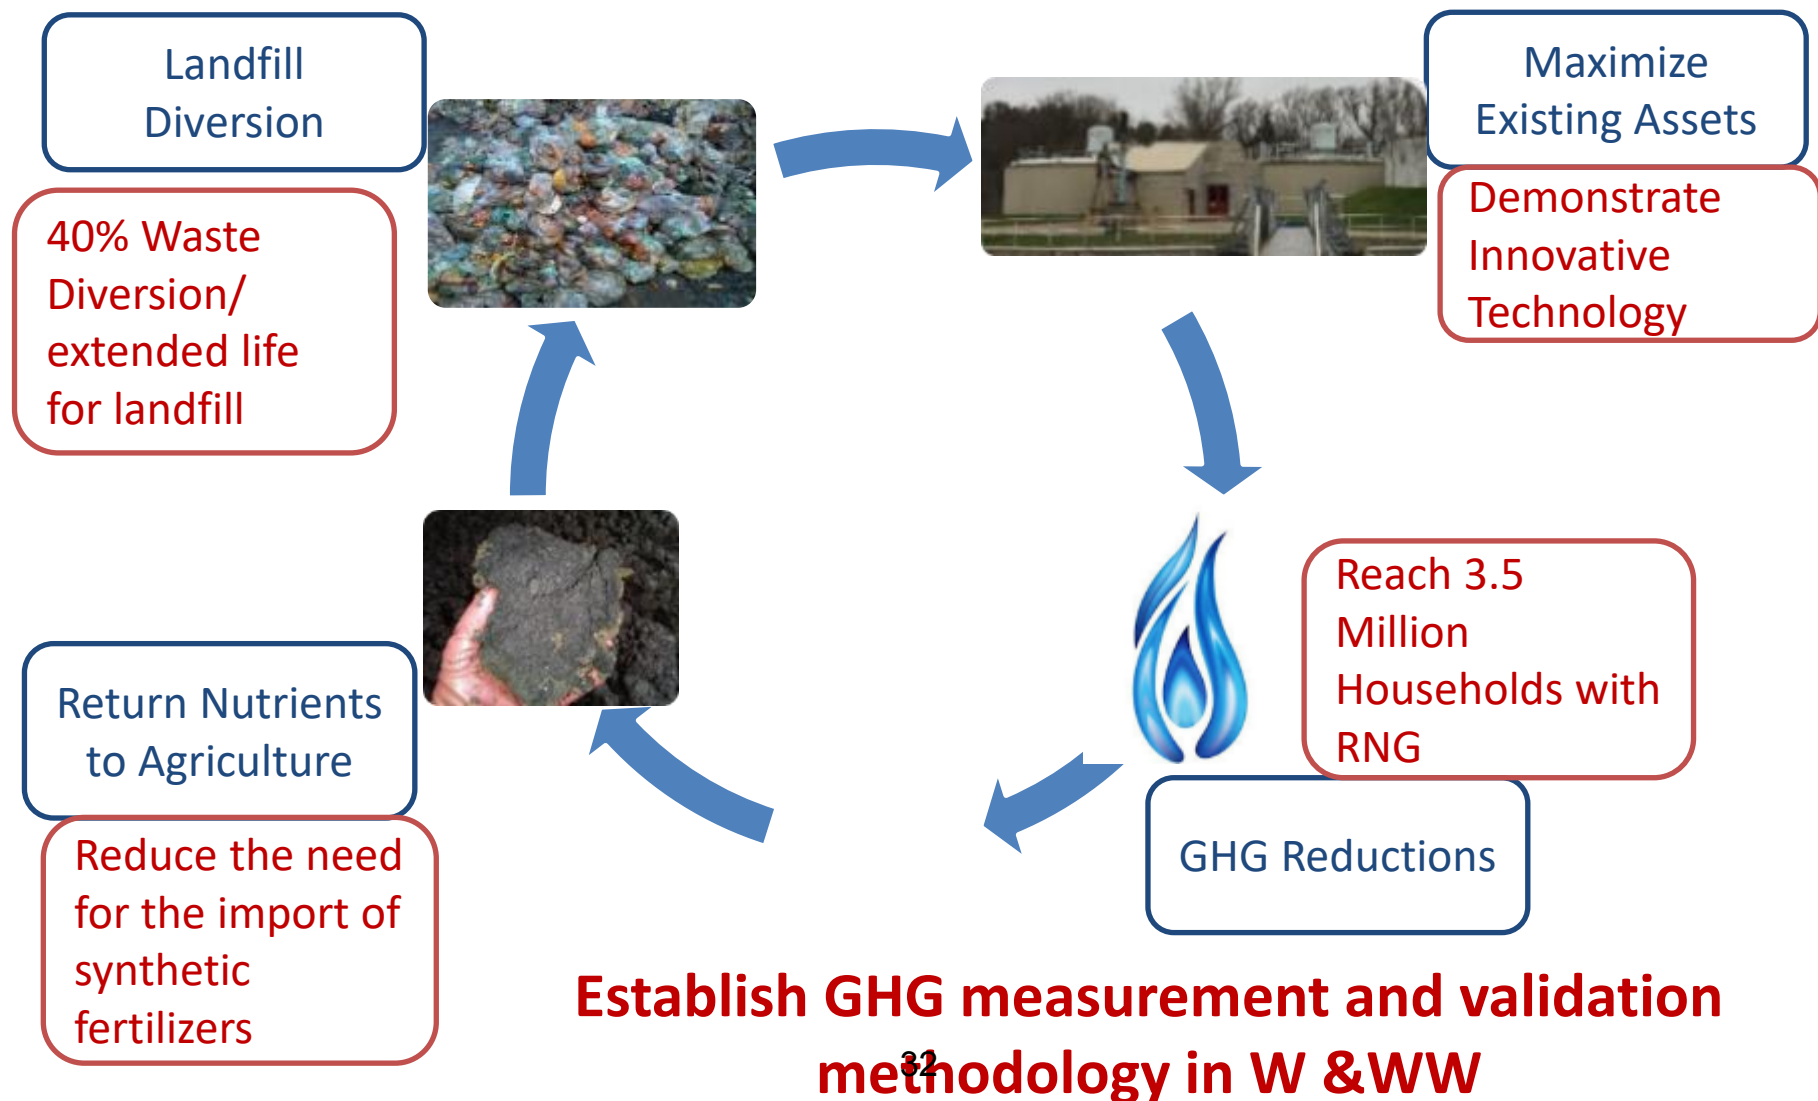 Landfill
Diversion
40% Waste
Diversion/
extended life
for landfill
Maximize
Existing Assets
Demonstrate
Innovative
Technology
Reach 3.5
Million
Households with
RNG
GHG Reductions
Return Nutrients
to Agriculture
Reduce the need
for the import of
synthetic
fertilizers
Establish GHG measurement and validation
methodology in W &WW
32